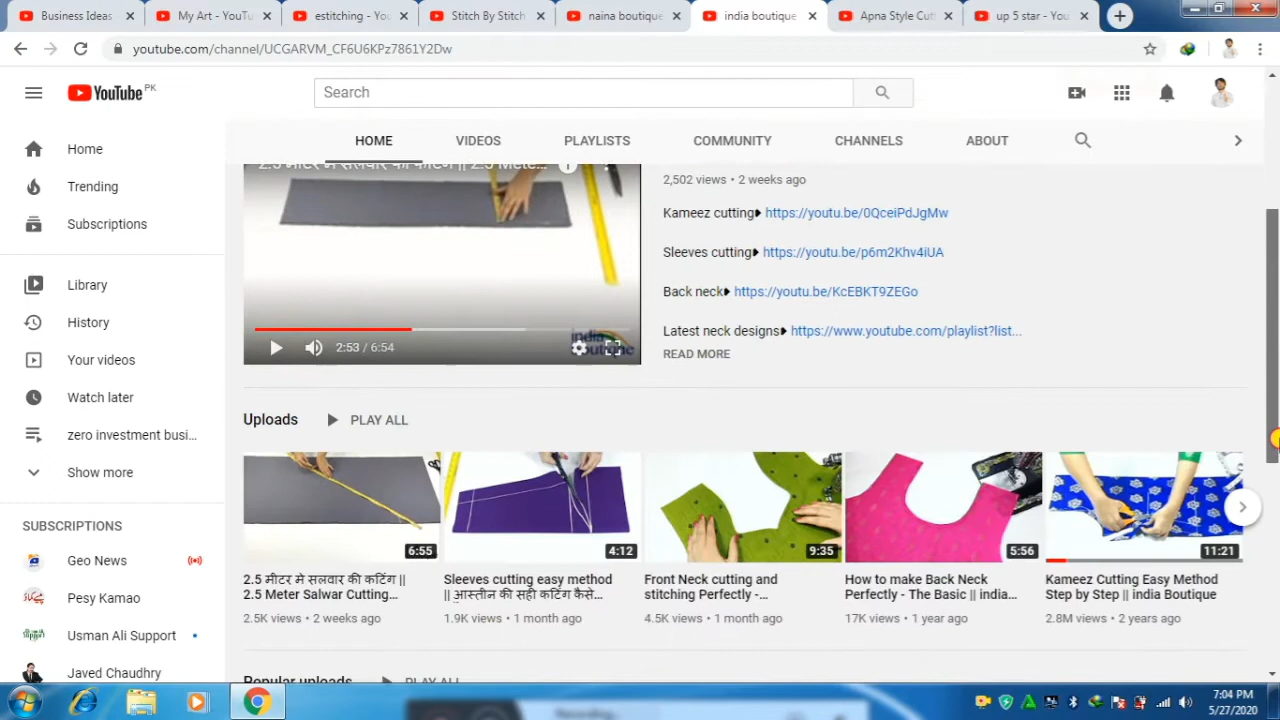 Business Ideas
My Art - YouTu
estitching - You
Stitch By Stitch
naina boutique
india boutique
Apna Style Cut
up 5 star - You
youtube.com/channel/UCGARVM_CF6U6KPz7861Y2Dw
YouTube PK
Search
HOME
VIDEOS
PLAYLISTS
COMMUNITY
CHANNELS
ABOUT
Home
Trending
Subscriptions
Library
History
Your videos
Watch later
zero investment busi...
Show more
SUBSCRIPTIONS
Geo News
Pesy Kamao
Usman Ali Support
Javed Chaudhry
2:53 / 6:54
india
boutique
2,502 views • 2 weeks ago
Kameez cutting▶ https://youtu.be/0QceiPdJgMw
Sleeves cutting▶ https://youtu.be/p6m2Khv4iUA
Back neck▶ https://youtu.be/KcEBKT9ZEGo
Latest neck designs▶ https://www.youtube.com/playlist?list...
READ MORE
Uploads
PLAY ALL
6:55
2.5 मीटर मे सलवार की कटिंग ||
2.5 Meter Salwar Cutting...
2.5K views • 2 weeks ago
4:12
Sleeves cutting easy method
|| आस्तीन की सही कटिंग कैसे...
1.9K views • 1 month ago
9:35
Front Neck cutting and
stitching Perfectly -...
4.5K views • 1 month ago
5:56
How to make Back Neck
Perfectly - The Basic || india...
17K views • 1 year ago
11:21
Kameez Cutting Easy Method
Step by Step || india Boutique
2.8M views • 2 years ago
Popular uploads
PLAY ALL
7:04 PM
5/27/2020